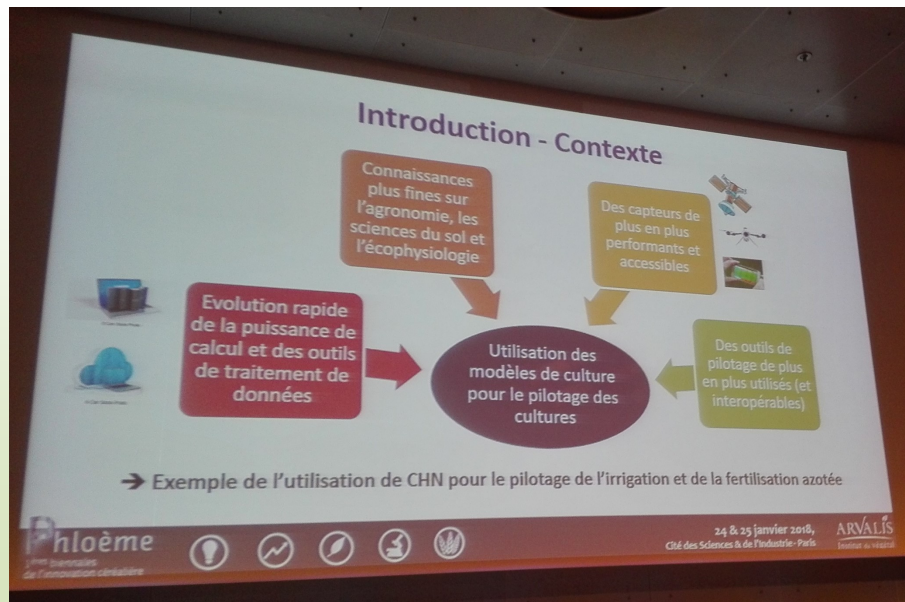 Introduction - Contexte
Connaissances
plus fines sur
l'agronomie, les
sciences du sol et
l'écophysiologie
Des capteurs de
plus en plus
performants et
accessibles
Evolution rapide
de la puissance de
calcul et des outils
de traitement de
données
Utilisation des
modèles de culture
pour le pilotage des
cultures
Des outils de
pilotage de plus
en plus utilisés (et
interopérables)
➔ Exemple de l'utilisation de CHN pour le pilotage de l'irrigation et de la fertilisation azotée
Phloème
1ères biennales
de l'innovation céréalière
24 & 25 janvier 2018,
Cité des Sciences & de l'Industrie - Paris
ARVALIS
Institut du végétal